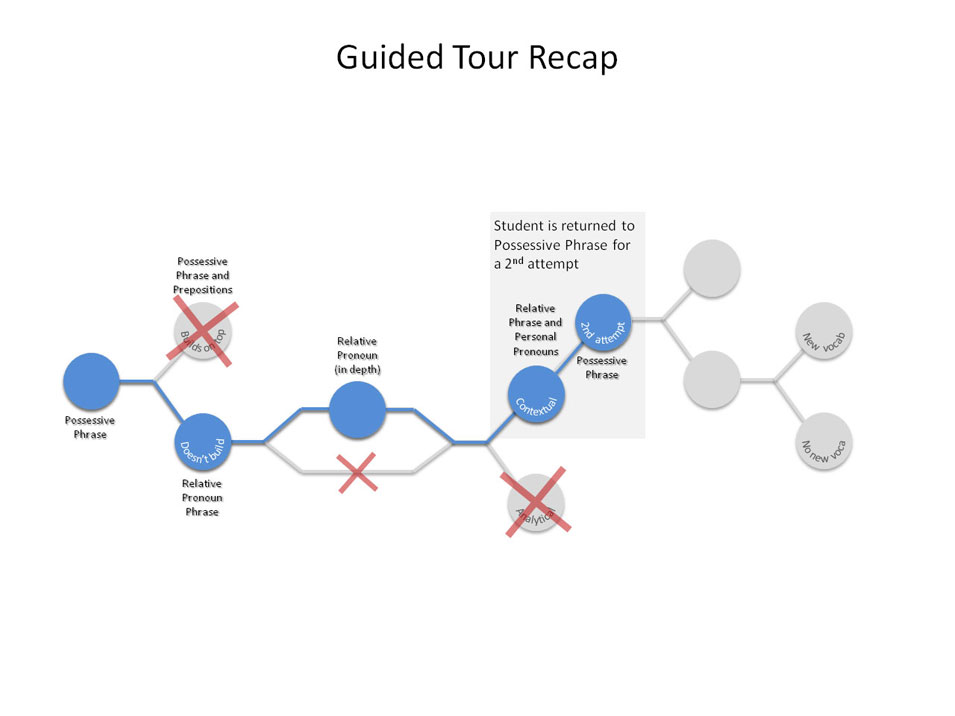 Guided Tour Recap
Student is returned to
Possessive Phrase for
a 2nd attempt
Possessive
Phrase and
Prepositions
Builds on top
Possessive
Phrase
Doesn't build
Relative
Pronoun
Phrase
Relative
Pronoun
(in depth)
Relative
Phrase and
Personal
Pronouns
Contextual
2nd attempt
Possessive
Phrase
Analytical
New vocab
No new voca